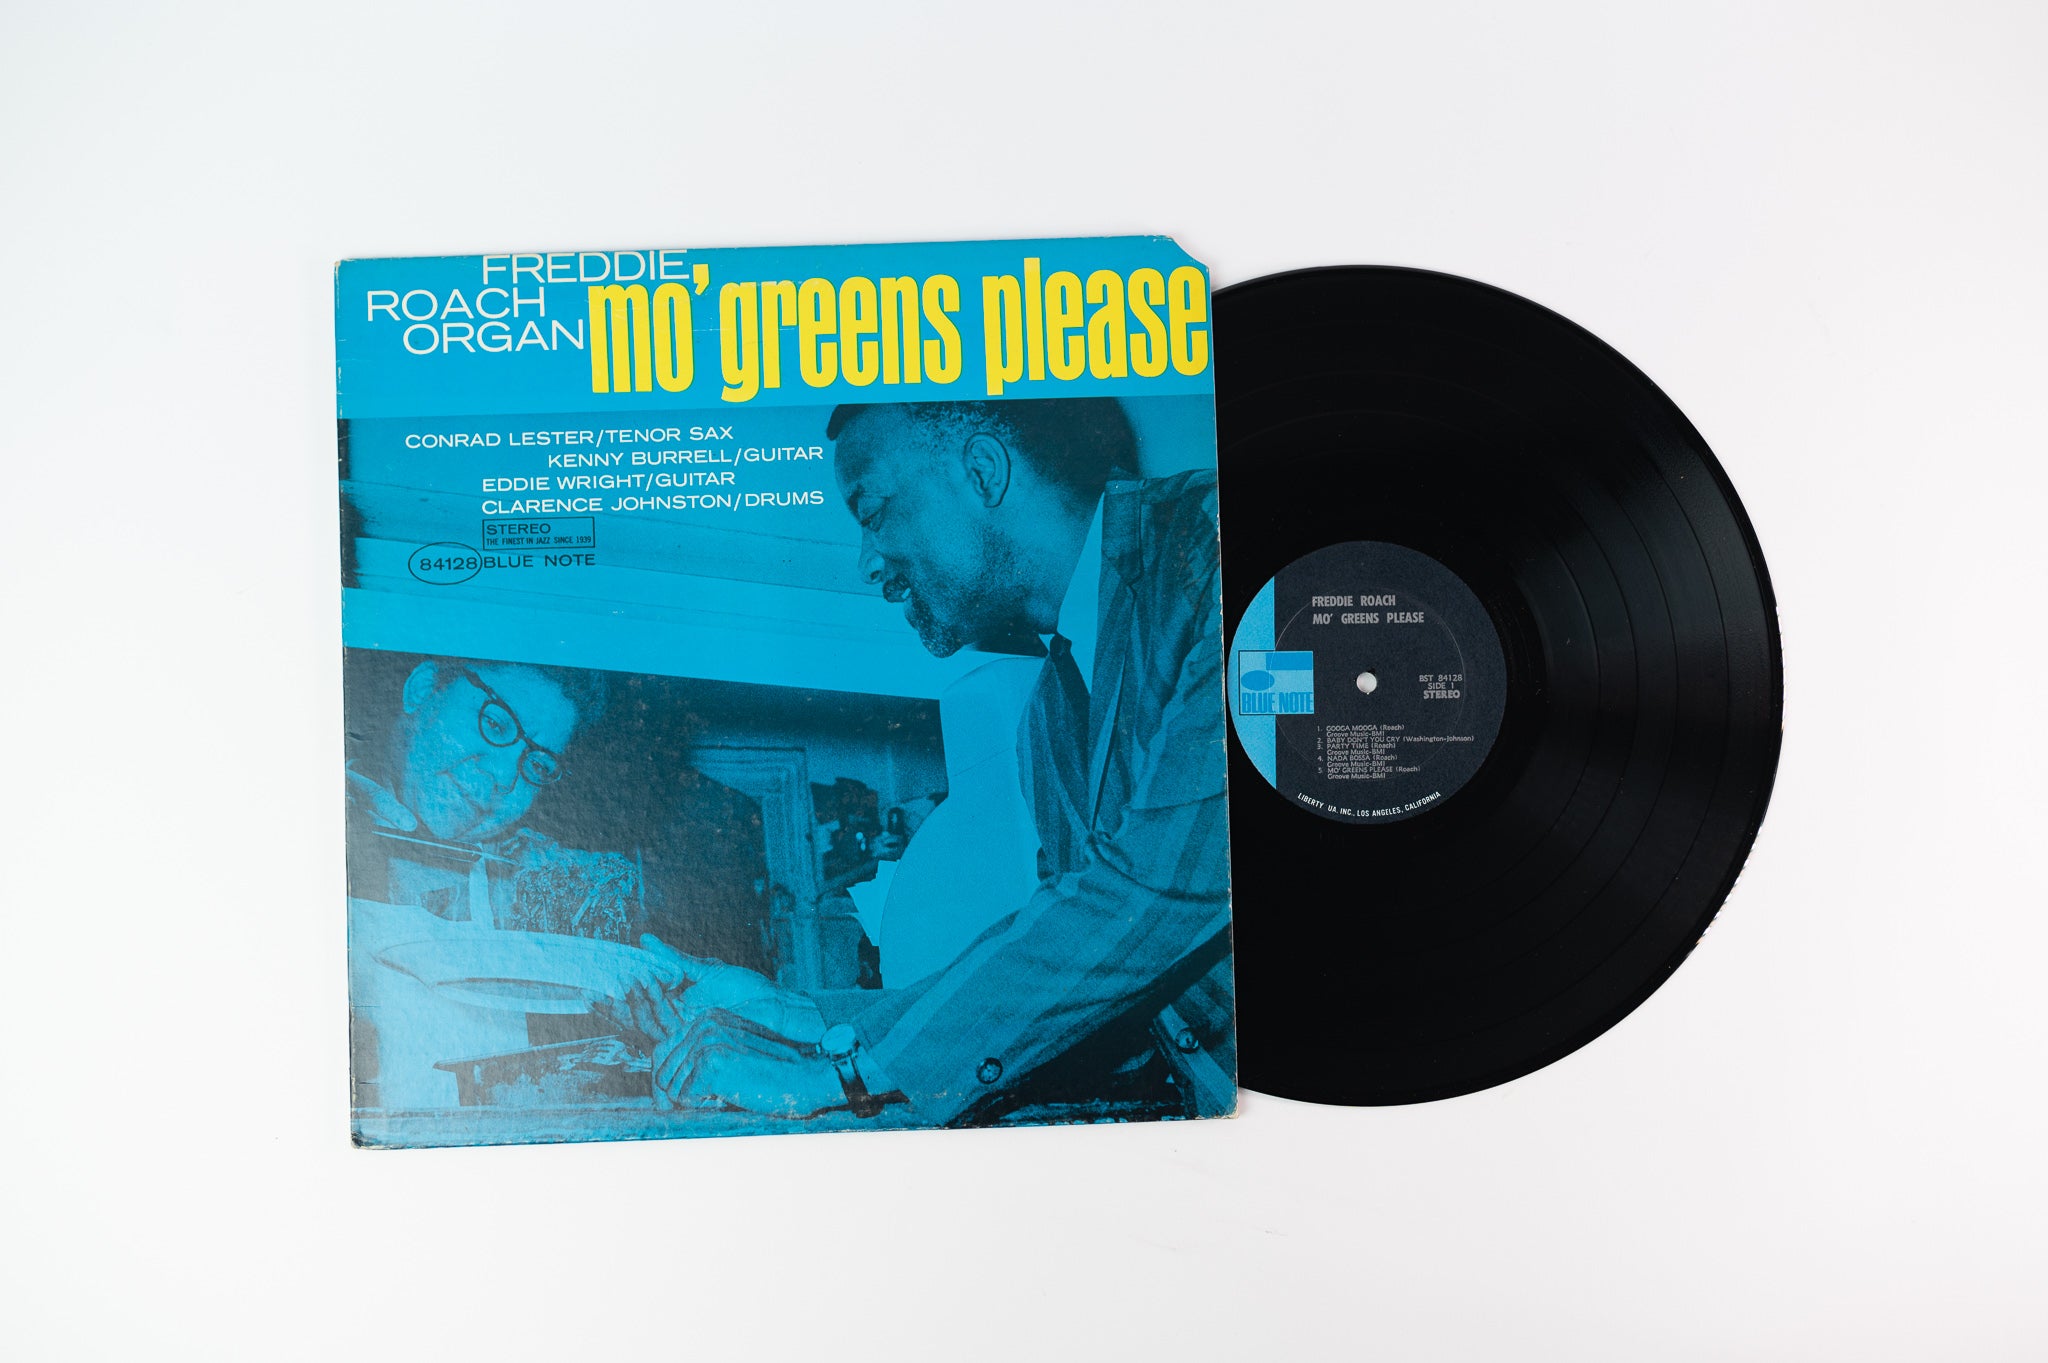 FREDDIE
ROACH
ORGAN
mo' greens please
CONRAD LESTER/TENOR SAX
KENNY BURRELL/GUITAR
EDDIE WRIGHT/GUITAR
CLARENCE JOHNSTON/DRUMS
STEREO
THE FINEST IN JAZZ SINCE 1939
84128 BLUE NOTE
FREDDIE ROACH
MO' GREENS PLEASE
BST 84128
SIDE 1
STEREO
BLUE NOTE
1. GOOGA MOOGA (Roach)
Groove Music-BMI
2. BABY DON'T YOU CRY (Washington-Johnson)
3. PARTY TIME (Roach)
Groove Music-BMI
4. NADA BOSSA (Roach)
Groove Music-BMI
5. MO' GREENS PLEASE (Roach)
Groove Music-BMI
LIBERTY UA, INC., LOS ANGELES, CALIFORNIA